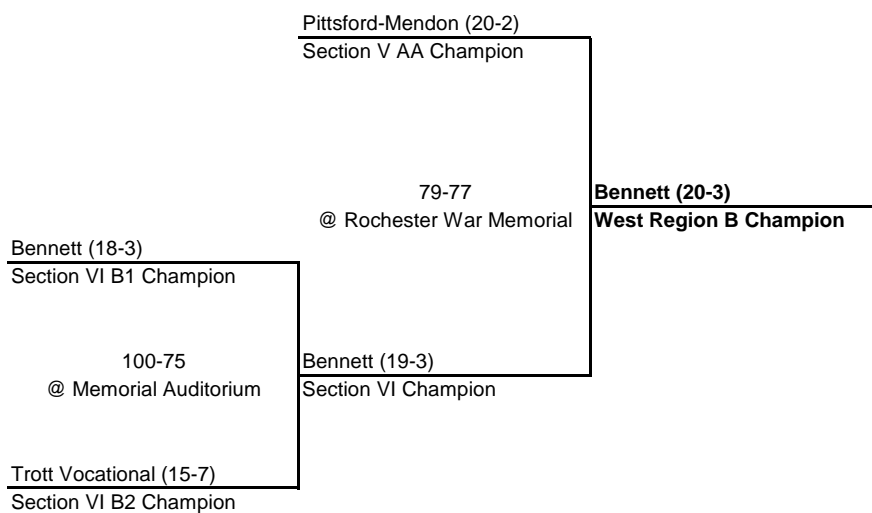 Pittsford-Mendon (20-2)
Section V AA Champion
79-77
@ Rochester War Memorial
Bennett (20-3)
West Region B Champion
Bennett (18-3)
Section VI B1 Champion
100-75
@ Memorial Auditorium
Bennett (19-3)
Section VI Champion
Trott Vocational (15-7)
Section VI B2 Champion